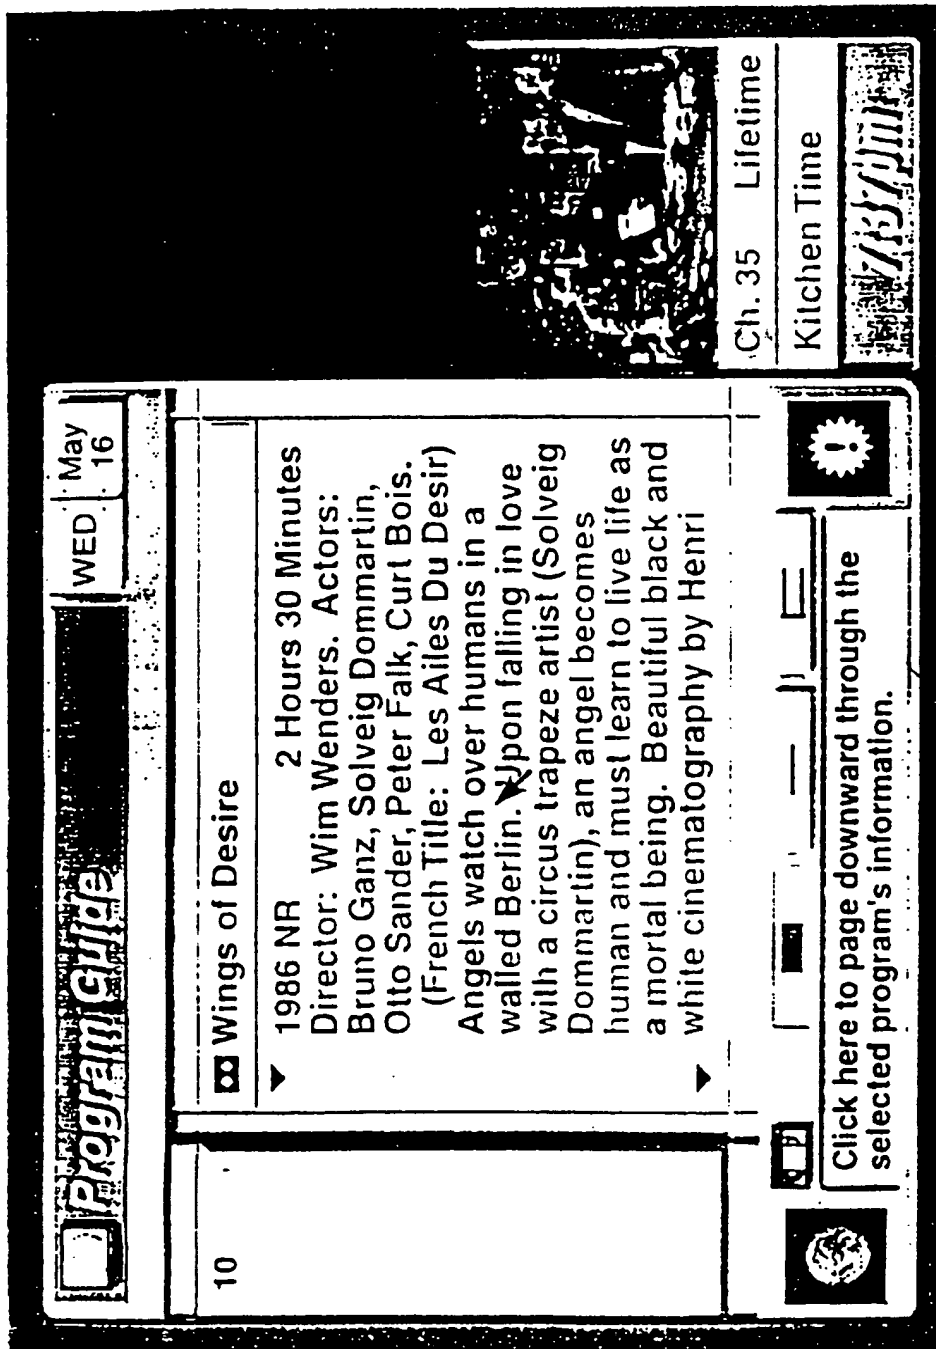 Program Guide
WED
May
16
10
Wings of Desire
1986 NR 2 Hours 30 Minutes
Director: Wim Wenders. Actors:
Bruno Ganz, Solveig Dommartin,
Otto Sander, Peter Falk, Curt Bois.
(French Title: Les Ailes Du Desir)
Angels watch over humans in a
walled Berlin. Upon falling in love
with a circus trapeze artist (Solveig
Dommartin), an angel becomes
human and must learn to live life as
a mortal being. Beautiful black and
white cinematography by Henri
Click here to page downward through the
selected program's information.
!
Ch. 35 Lifetime
Kitchen Time